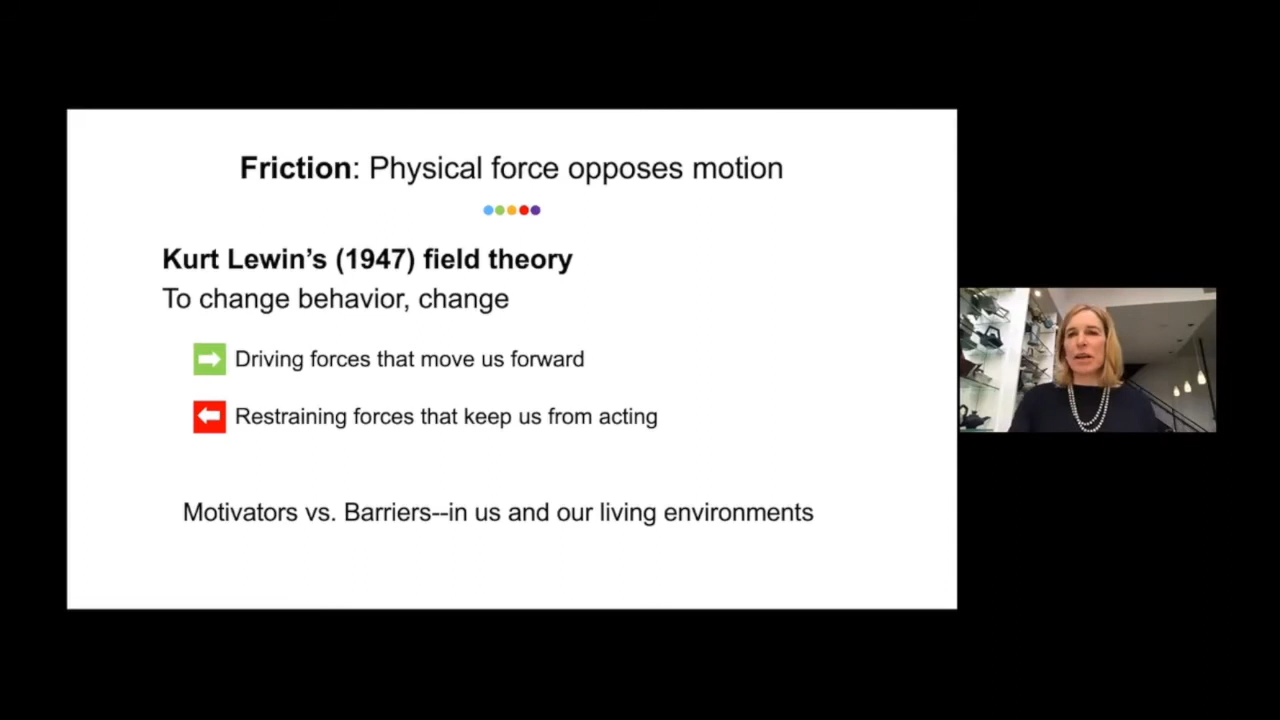 Friction: Physical force opposes motion
Kurt Lewin’s (1947) field theory
To change behavior, change
Driving forces that move us forward
Restraining forces that keep us from acting
Motivators vs. Barriers--in us and our living environments